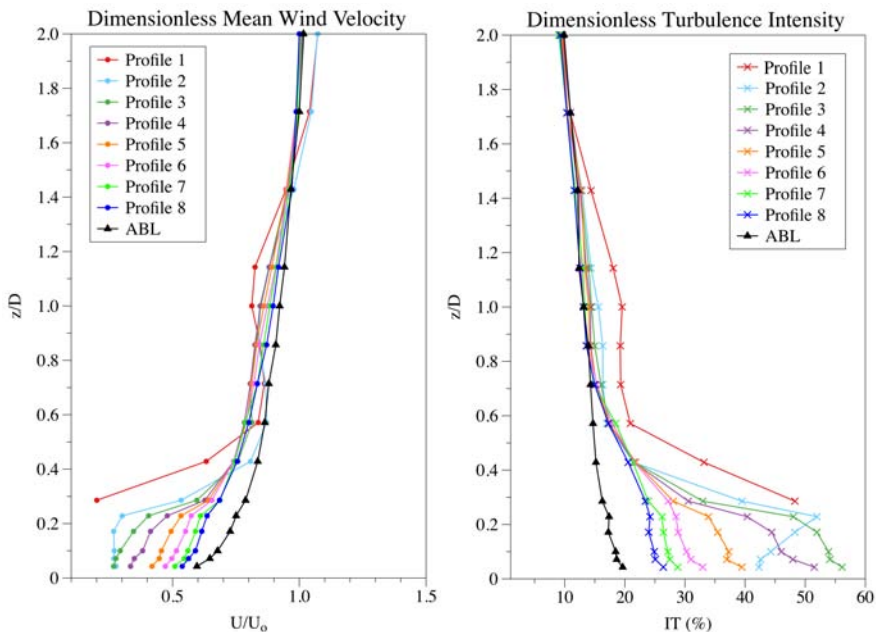 Dimensionless Mean Wind Velocity
2.0
1.8
1.6
1.4
1.2
1.0
0.8
0.6
0.4
0.2
0
z/D
Profile 1
Profile 2
Profile 3
Profile 4
Profile 5
Profile 6
Profile 7
Profile 8
ABL
0.5
1.0
1.5
U/Uₒ
Dimensionless Turbulence Intensity
2.0
1.8
1.6
1.4
1.2
1.0
0.8
0.6
0.4
0.2
0
z/D
Profile 1
Profile 2
Profile 3
Profile 4
Profile 5
Profile 6
Profile 7
Profile 8
ABL
10
20
30
40
50
60
IT (%)